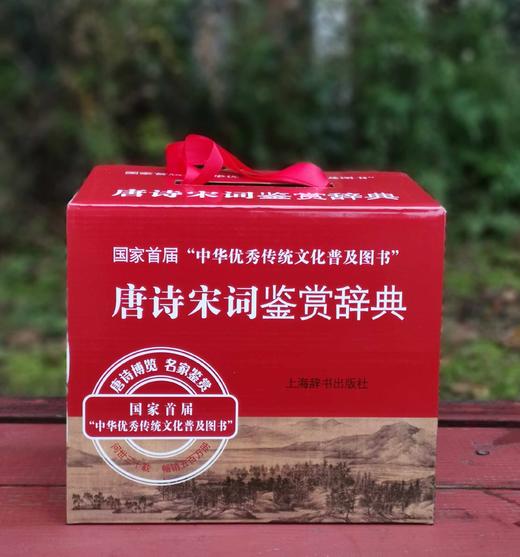 唐诗宋词鉴赏辞典
国家首届“中华优秀传统文化普及图书”
唐诗宋词鉴赏辞典
上海辞书出版社
唐诗博览 名家鉴赏
国家首届
“中华优秀传统文化普及图书”